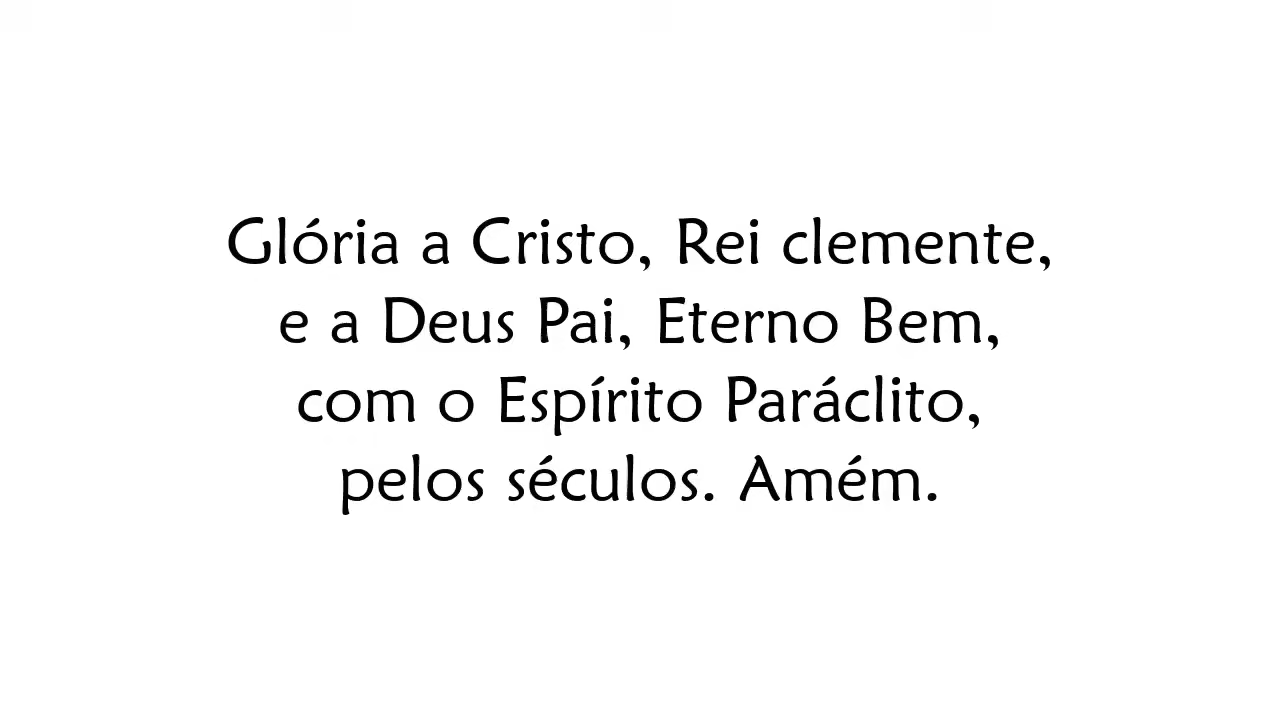 Glória a Cristo, Rei clemente,
e a Deus Pai, Eterno Bem,
com o Espírito Paráclito,
pelos séculos. Amém.